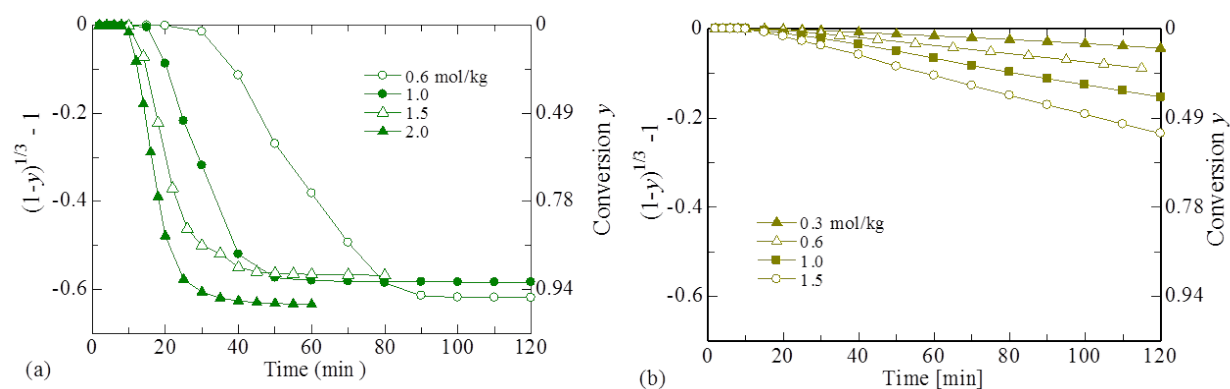 0
-0.2
-0.4
-0.6
(1-y)^1/3 - 1
0
0.49
0.78
0.94
Conversion y
0.6 mol/kg
1.0
1.5
2.0
0 20 40 60 80 100 120
(a) Time (min )
0
-0.2
-0.4
-0.6
(1-y)^1/3 - 1
0
0.49
0.78
0.94
Conversion y
0.3 mol/kg
0.6
1.0
1.5
0 20 40 60 80 100 120
(b) Time [min]